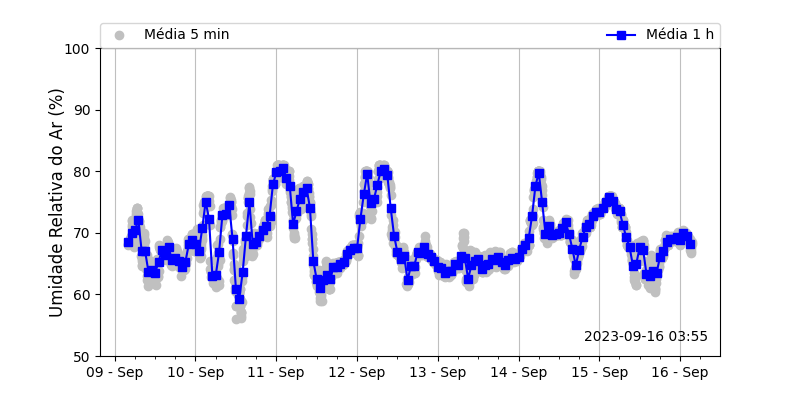 Média 5 min
Média 1 h
Umidade Relativa do Ar (%)
100
90
80
70
60
50
2023-09-16 03:55
09 - Sep
10 - Sep
11 - Sep
12 - Sep
13 - Sep
14 - Sep
15 - Sep
16 - Sep